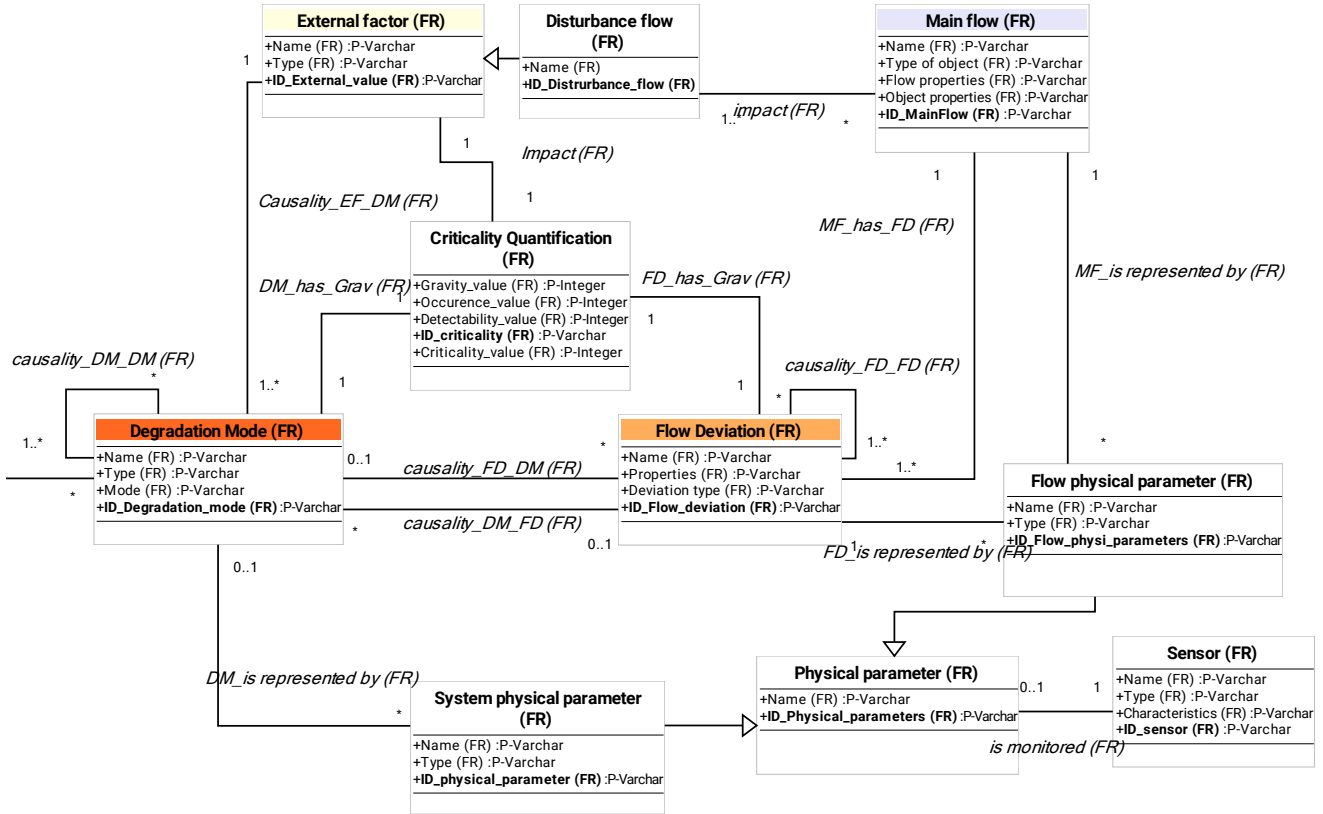 External factor (FR)
+Name (FR) :P-Varchar
+Type (FR) :P-Varchar
+ID_External_value (FR) :P-Varchar
Disturbance flow
(FR)
+Name (FR)
+ID_Distrurbance_flow (FR)
Main flow (FR)
+Name (FR) :P-Varchar
+Type of object (FR) :P-Varchar
+Flow properties (FR) :P-Varchar
+Object properties (FR) :P-Varchar
+ID_MainFlow (FR) :P-Varchar
1
impact (FR)
1..*
*
1
Impact (FR)
1
Causality_EF_DM (FR)
1
1
MF_has_FD (FR)
MF_is represented by (FR)
Criticality Quantification
(FR)
+Gravity_value (FR) :P-Integer
+Occurence_value (FR) :P-Integer
+Detectability_value (FR) :P-Integer
+ID_criticality (FR) :P-Varchar
+Criticality_value (FR) :P-Integer
DM_has_Grav (FR)
1
FD_has_Grav (FR)
1
causality_DM_DM (FR)
*
1..*
1..*
1
1
causality_FD_FD (FR)
*
1..*
1..*
*
Degradation Mode (FR)
+Name (FR) :P-Varchar
+Type (FR) :P-Varchar
+Mode (FR) :P-Varchar
+ID_Degradation_mode (FR) :P-Varchar
*
0..1
causality_FD_DM (FR)
*
*
causality_DM_FD (FR)
0..1
Flow Deviation (FR)
+Name (FR) :P-Varchar
+Properties (FR) :P-Varchar
+Deviation type (FR) :P-Varchar
+ID_Flow_deviation (FR) :P-Varchar
Flow physical parameter (FR)
+Name (FR) :P-Varchar
+Type (FR) :P-Varchar
+ID_Flow_physi_parameters (FR) :P-Varchar
1
*
FD_is represented by (FR)
0..1
DM_is represented by (FR)
*
System physical parameter
(FR)
+Name (FR) :P-Varchar
+Type (FR) :P-Varchar
+ID_physical_parameter (FR) :P-Varchar
Physical parameter (FR)
+Name (FR) :P-Varchar
+ID_Physical_parameters (FR) :P-Varchar
0..1
1
is monitored (FR)
Sensor (FR)
+Name (FR) :P-Varchar
+Type (FR) :P-Varchar
+Characteristics (FR) :P-Varchar
+ID_sensor (FR) :P-Varchar